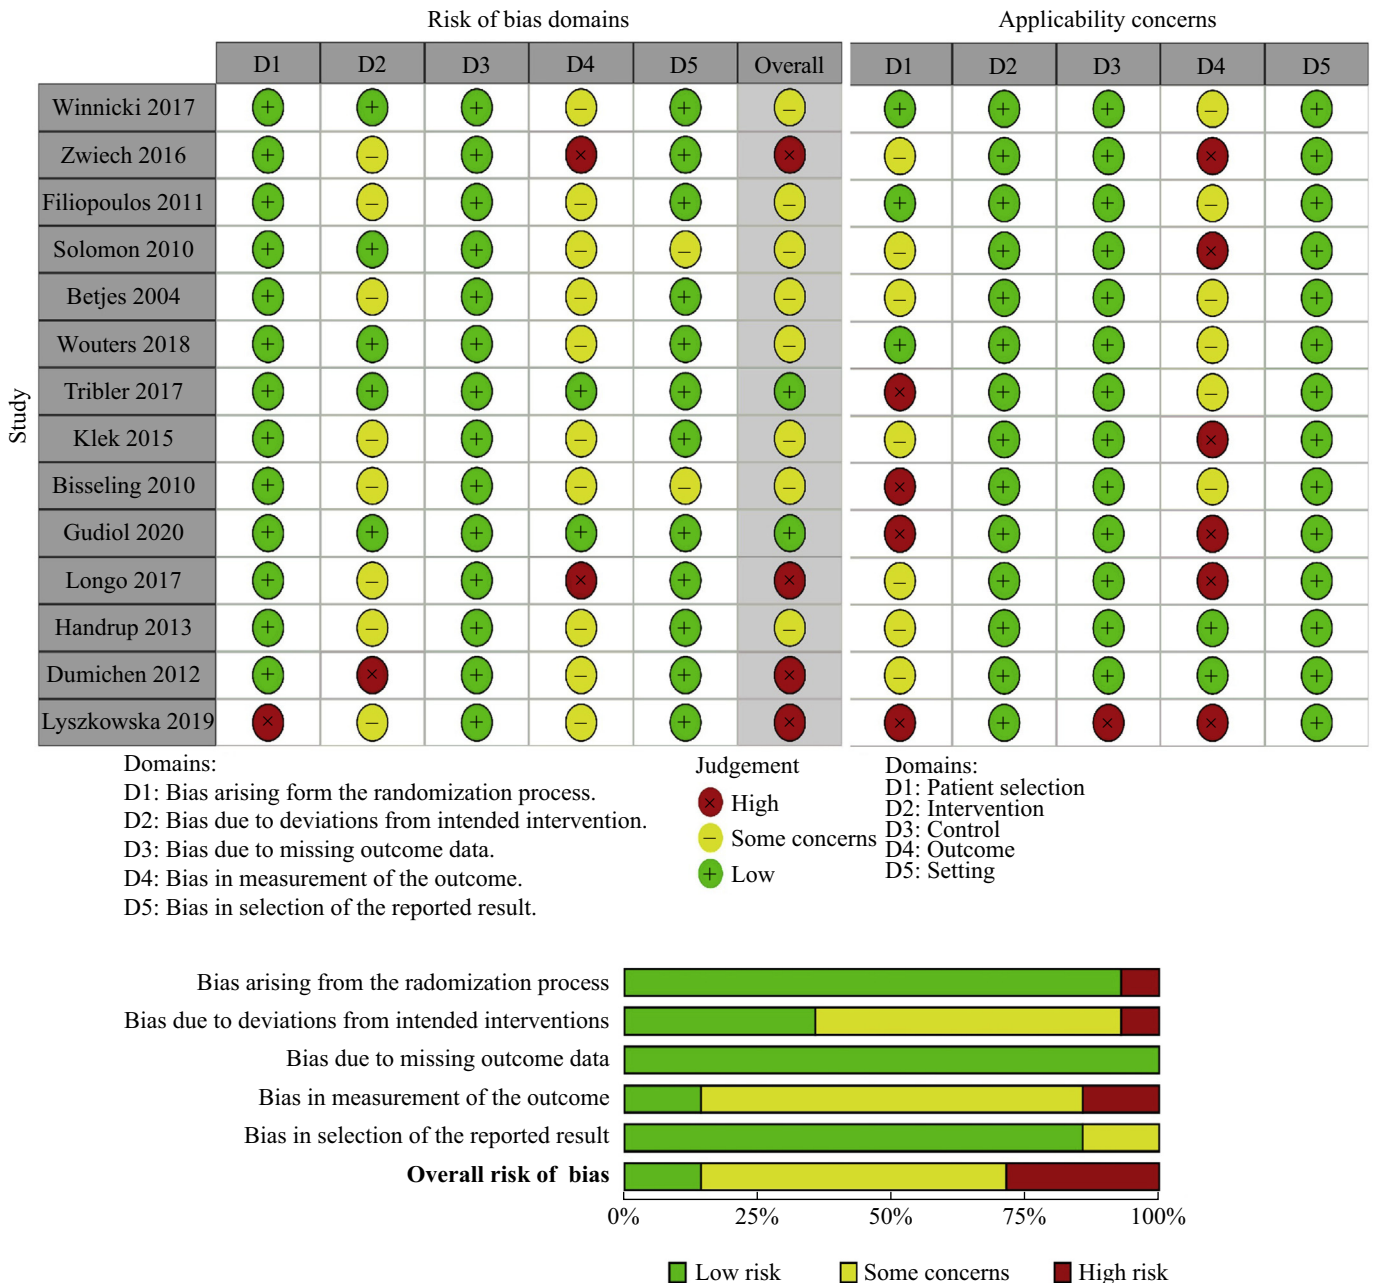 Risk of bias domains
Applicability concerns
D1 D2 D3 D4 D5 Overall D1 D2 D3 D4 D5
Study
Winnicki 2017 + + + – + – + + + – +
Zwiech 2016 + – + × + × – + + × +
Filiopoulos 2011 + – + – + – + + + – +
Solomon 2010 + + + – – – – + + × +
Betjes 2004 + – + – + – – + + – +
Wouters 2018 + + + – + – + + + – +
Tribler 2017 + + + + + + × + + – +
Klek 2015 + – + – + – – + + × +
Bisseling 2010 + – + – – – × + + – +
Gudiol 2020 + + + + + + × + + × +
Longo 2017 + – + × + × – + + × +
Handrup 2013 + – + – + – – + + + +
Dumichen 2012 + × + – + × – + + + +
Lyszkowska 2019 × – + – + × × + × × +
Domains:
D1: Bias arising form the randomization process.
D2: Bias due to deviations from intended intervention.
D3: Bias due to missing outcome data.
D4: Bias in measurement of the outcome.
D5: Bias in selection of the reported result.
Judgement
× High
– Some concerns
+ Low
Domains:
D1: Patient selection
D2: Intervention
D3: Control
D4: Outcome
D5: Setting
Bias arising from the radomization process
Bias due to deviations from intended interventions
Bias due to missing outcome data
Bias in measurement of the outcome
Bias in selection of the reported result
Overall risk of bias
0% 25% 50% 75% 100%
Low risk Some concerns High risk